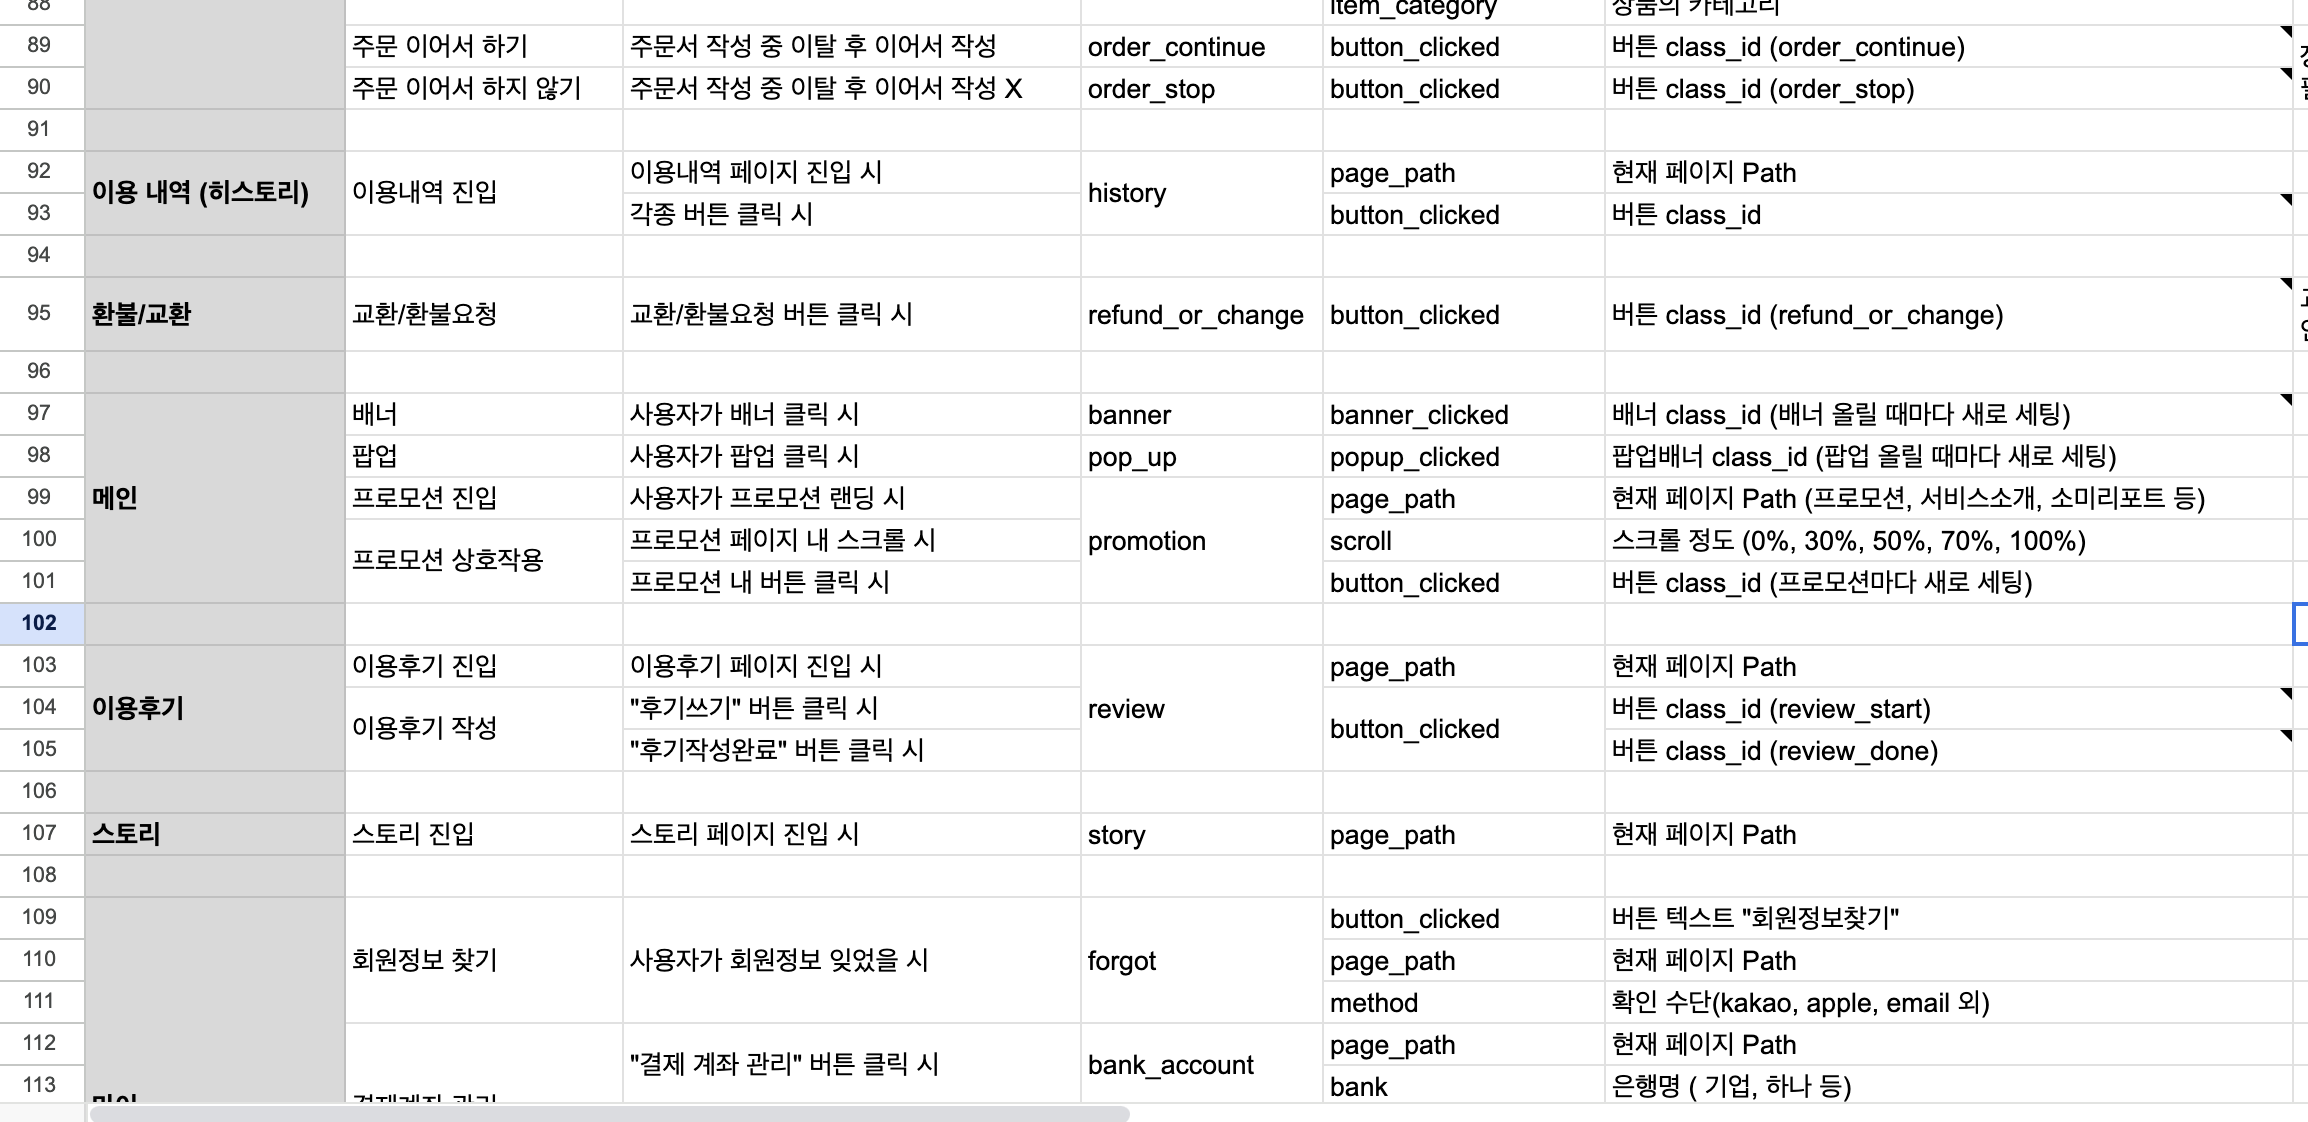 88 item_category 상품의 카테고리
89 주문 이어서 하기 주문서 작성 중 이탈 후 이어서 작성 order_continue button_clicked 버튼 class_id (order_continue)
90 주문 이어서 하지 않기 주문서 작성 중 이탈 후 이어서 작성 X order_stop button_clicked 버튼 class_id (order_stop)
91
92 이용내역 페이지 진입 시 page_path 현재 페이지 Path
이용 내역 (히스토리) 이용내역 진입 history
93 각종 버튼 클릭 시 button_clicked 버튼 class_id
94
95 환불/교환 교환/환불요청 교환/환불요청 버튼 클릭 시 refund_or_change button_clicked 버튼 class_id (refund_or_change)
96
97 배너 사용자가 배너 클릭 시 banner banner_clicked 배너 class_id (배너 올릴 때마다 새로 세팅)
98 팝업 사용자가 팝업 클릭 시 pop_up popup_clicked 팝업배너 class_id (팝업 올릴 때마다 새로 세팅)
99 메인 프로모션 진입 사용자가 프로모션 랜딩 시 page_path 현재 페이지 Path (프로모션, 서비스소개, 소미리포트 등)
100 프로모션 페이지 내 스크롤 시 promotion scroll 스크롤 정도 (0%, 30%, 50%, 70%, 100%)
프로모션 상호작용
101 프로모션 내 버튼 클릭 시 button_clicked 버튼 class_id (프로모션마다 새로 세팅)
102
103 이용후기 진입 이용후기 페이지 진입 시 page_path 현재 페이지 Path
104 이용후기 "후기쓰기" 버튼 클릭 시 review 버튼 class_id (review_start)
이용후기 작성 button_clicked
105 "후기작성완료" 버튼 클릭 시 버튼 class_id (review_done)
106
107 스토리 스토리 진입 스토리 페이지 진입 시 story page_path 현재 페이지 Path
108
109 button_clicked 버튼 텍스트 "회원정보찾기"
110 회원정보 찾기 사용자가 회원정보 잊었을 시 forgot page_path 현재 페이지 Path
111 method 확인 수단(kakao, apple, email 외)
112 page_path 현재 페이지 Path
"결제 계좌 관리" 버튼 클릭 시 bank_account
113 bank 은행명 ( 기업, 하나 등)